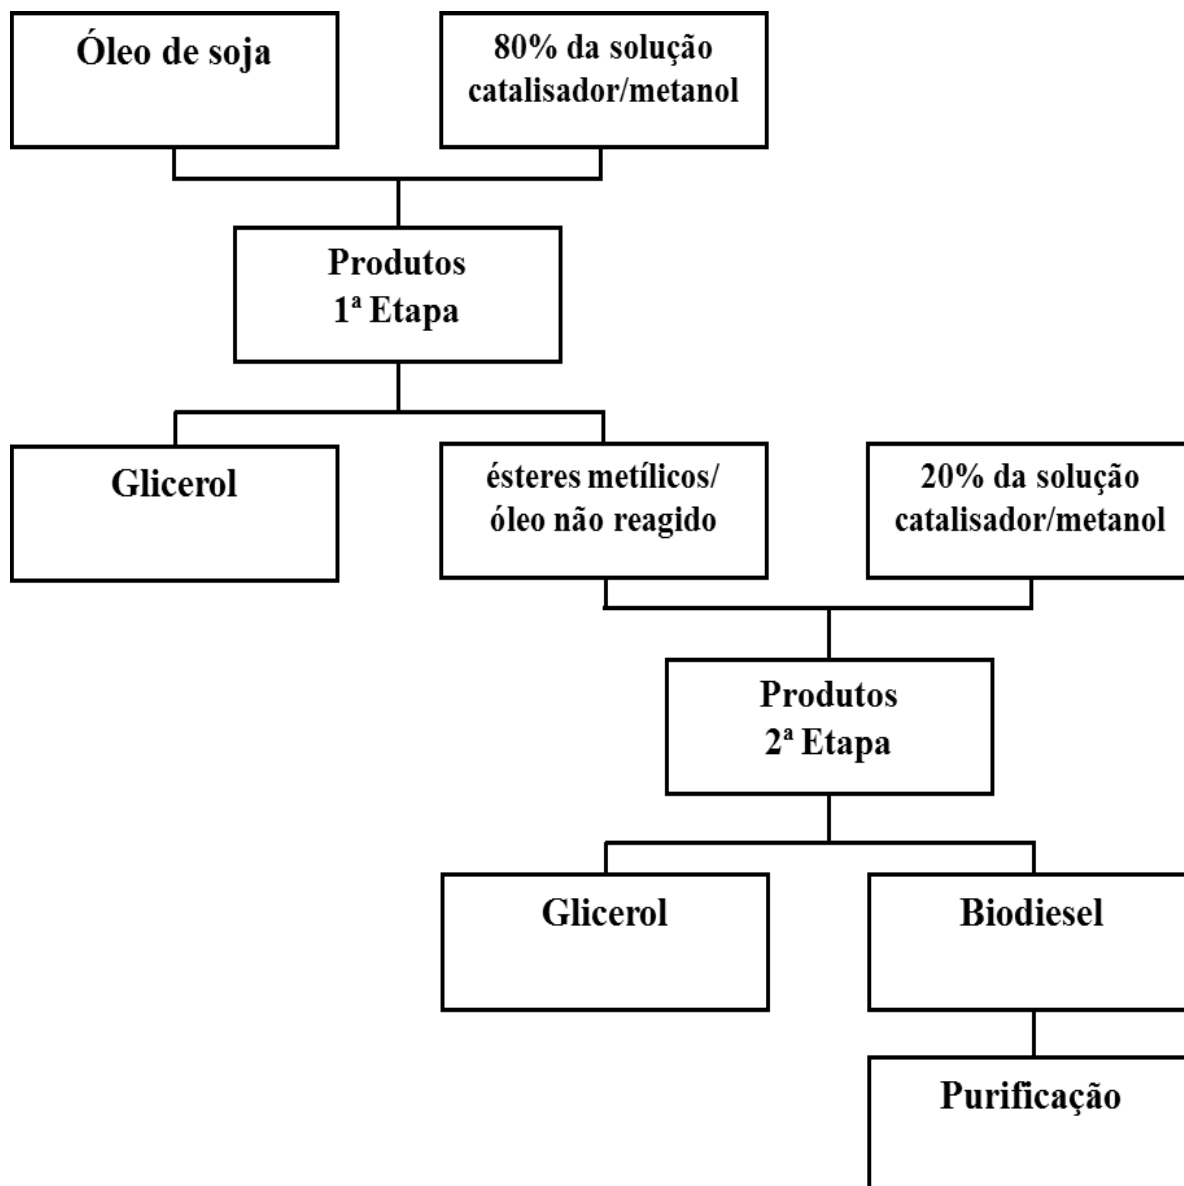 Óleo de soja
80% da solução
catalisador/metanol
Produtos
1ª Etapa
Glicerol
ésteres metílicos/
óleo não reagido
20% da solução
catalisador/metanol
Produtos
2ª Etapa
Glicerol
Biodiesel
Purificação